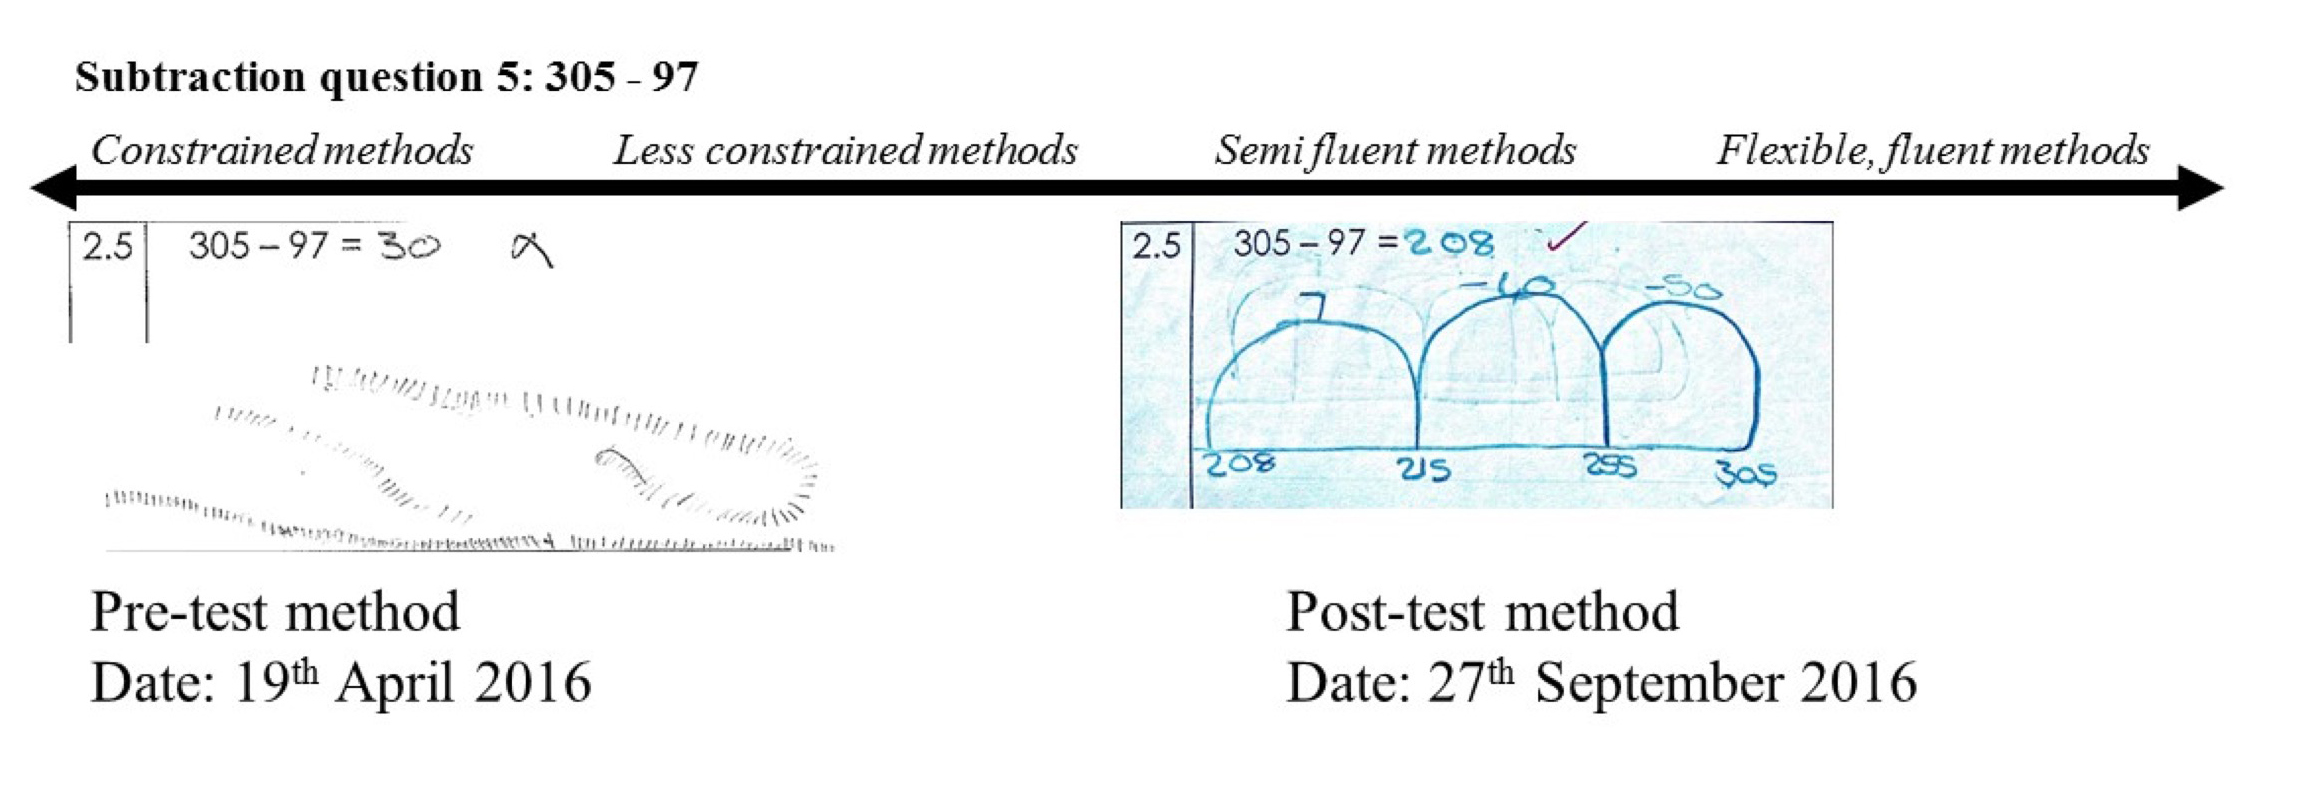 Subtraction question 5: 305 - 97
Constrained methods Less constrained methods Semi fluent methods Flexible, fluent methods
2.5 305 – 97 = 30
2.5 305 – 97 = 208 ✓
7 -40 -50
208 215 255 305
Pre-test method
Date: 19th April 2016
Post-test method
Date: 27th September 2016